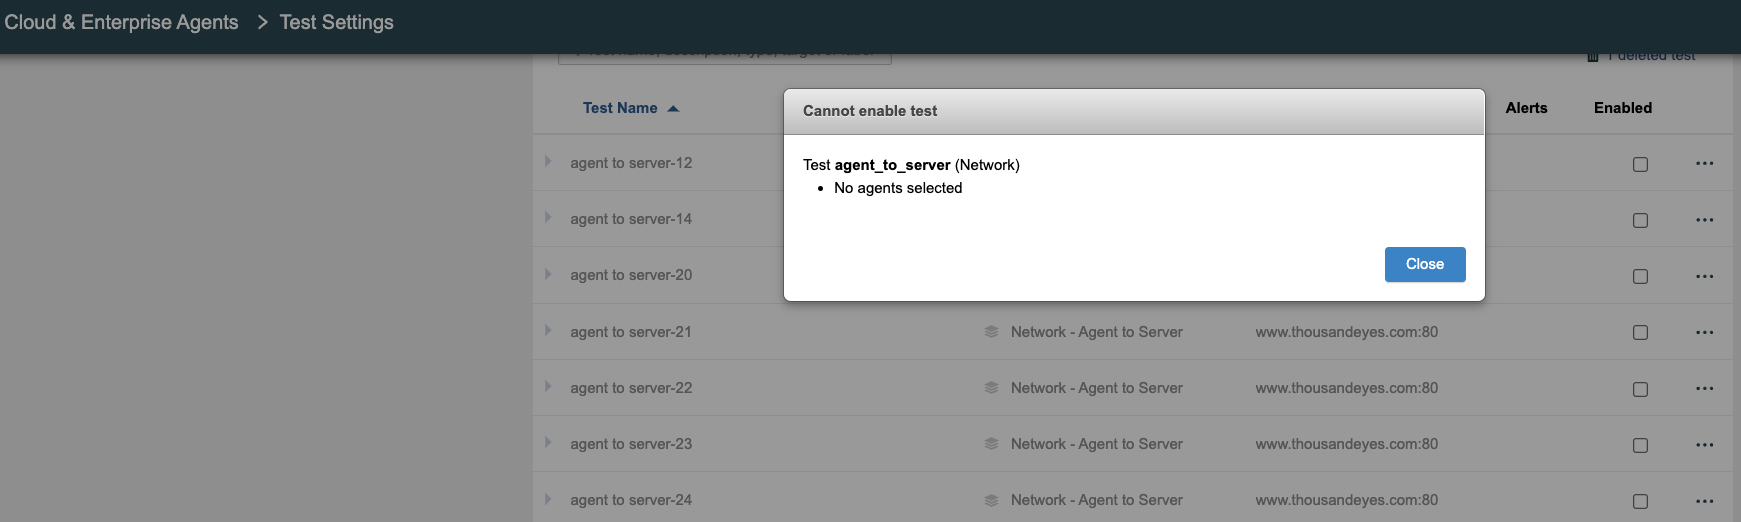 Cloud & Enterprise Agents > Test Settings
1 deleted test
Test Name Alerts Enabled
Cannot enable test
Test agent_to_server (Network)
• No agents selected
Close
agent to server-12
agent to server-14
agent to server-20
agent to server-21 Network - Agent to Server www.thousandeyes.com:80
agent to server-22 Network - Agent to Server www.thousandeyes.com:80
agent to server-23 Network - Agent to Server www.thousandeyes.com:80
agent to server-24 Network - Agent to Server www.thousandeyes.com:80